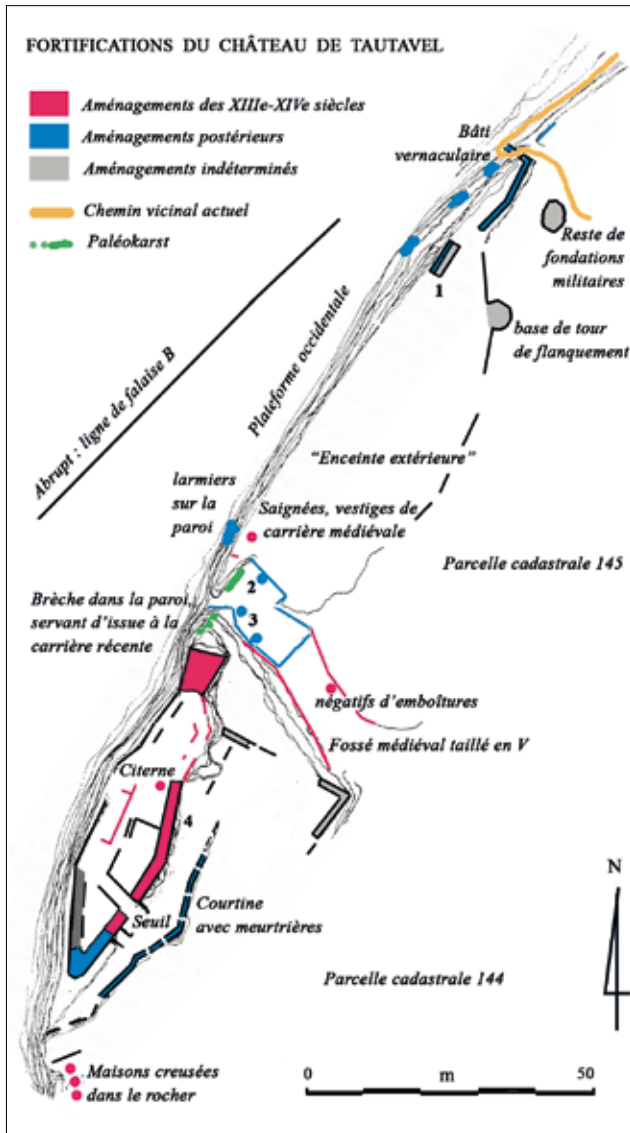 FORTIFICATIONS DU CHÂTEAU DE TAUTAVEL
Aménagements des XIIIe-XIVe siècles
Aménagements postérieurs
Aménagements indéterminés
Chemin vicinal actuel
Paléokarst
Bâti
vernaculaire
Reste de
fondations
militaires
1
base de tour
de flanquement
Abrupt : ligne de falaise B
Plateforme occidentale
"Enceinte extérieure"
larmiers
sur la
paroi
Saignées, vestiges de
carrière médiévale
Parcelle cadastrale 145
2
Brèche dans la paroi,
servant d'issue à la
carrière récente
3
négatifs d'emboîtures
Fossé médiéval taillé en V
Citerne
4
Seuil
Courtine
avec meurtrières
N
Parcelle cadastrale 144
Maisons creusées
dans le rocher
0 m 50